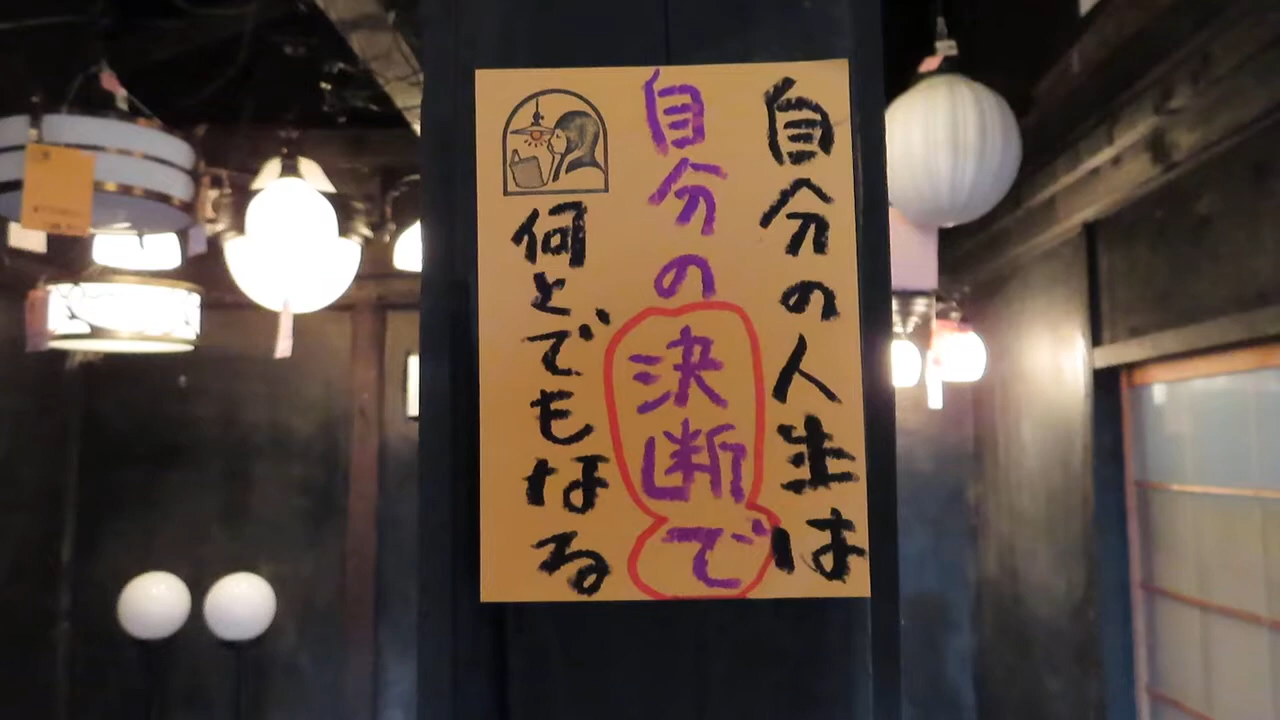 自分の人生は
自分の決断で
何とでもなる